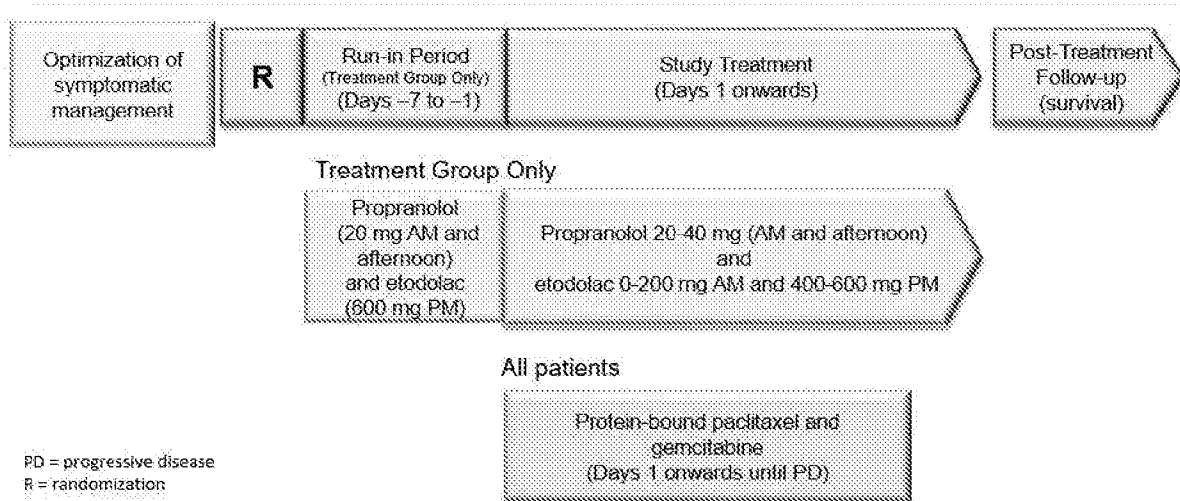 Optimization of
symptomatic
management
R
Run-in Period
(Treatment Group Only)
(Days –7 to –1)
Study Treatment
(Days 1 onwards)
Post-Treatment
Follow-up
(survival)
Treatment Group Only
Propranolol
(20 mg AM and
afternoon)
and etodolac
(600 mg PM)
Propranolol 20-40 mg (AM and afternoon)
and
etodolac 0-200 mg AM and 400-600 mg PM
All patients
Protein-bound paclitaxel and
gemcitabine
(Days 1 onwards until PD)
PD = progressive disease
R = randomization